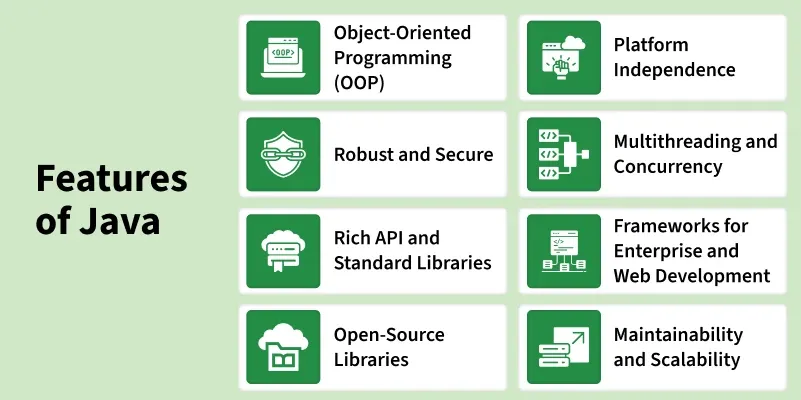 Features
of Java
Object-Oriented
Programming
(OOP)
Platform
Independence
Robust and Secure
Multithreading and
Concurrency
Rich API and
Standard Libraries
Frameworks for
Enterprise and
Web Development
Open-Source
Libraries
Maintainability
and Scalability
<OOP>
</>
</>
</>
</>